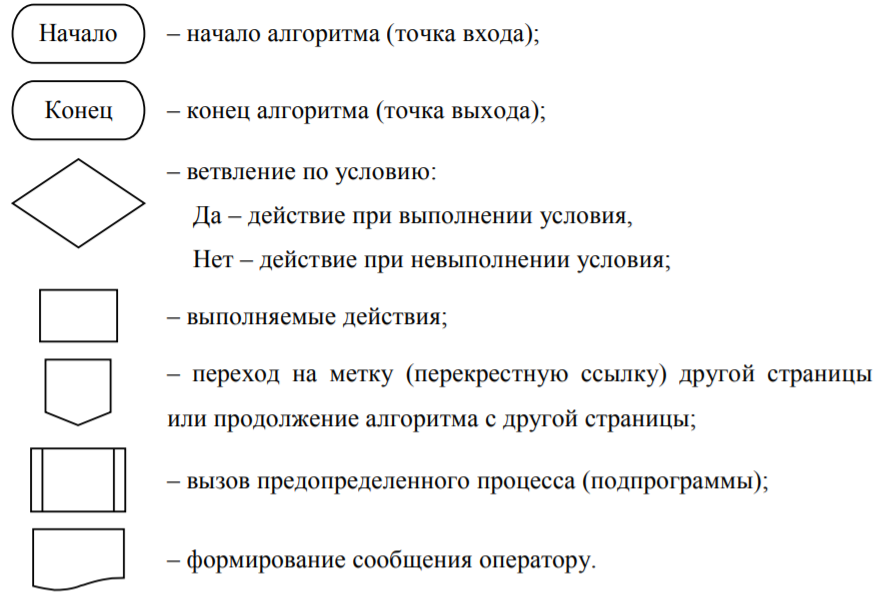 Начало – начало алгоритма (точка входа);
Конец – конец алгоритма (точка выхода);
– ветвление по условию:
Да – действие при выполнении условия,
Нет – действие при невыполнении условия;
– выполняемые действия;
– переход на метку (перекрестную ссылку) другой страницы
или продолжение алгоритма с другой страницы;
– вызов предопределенного процесса (подпрограммы);
– формирование сообщения оператору.